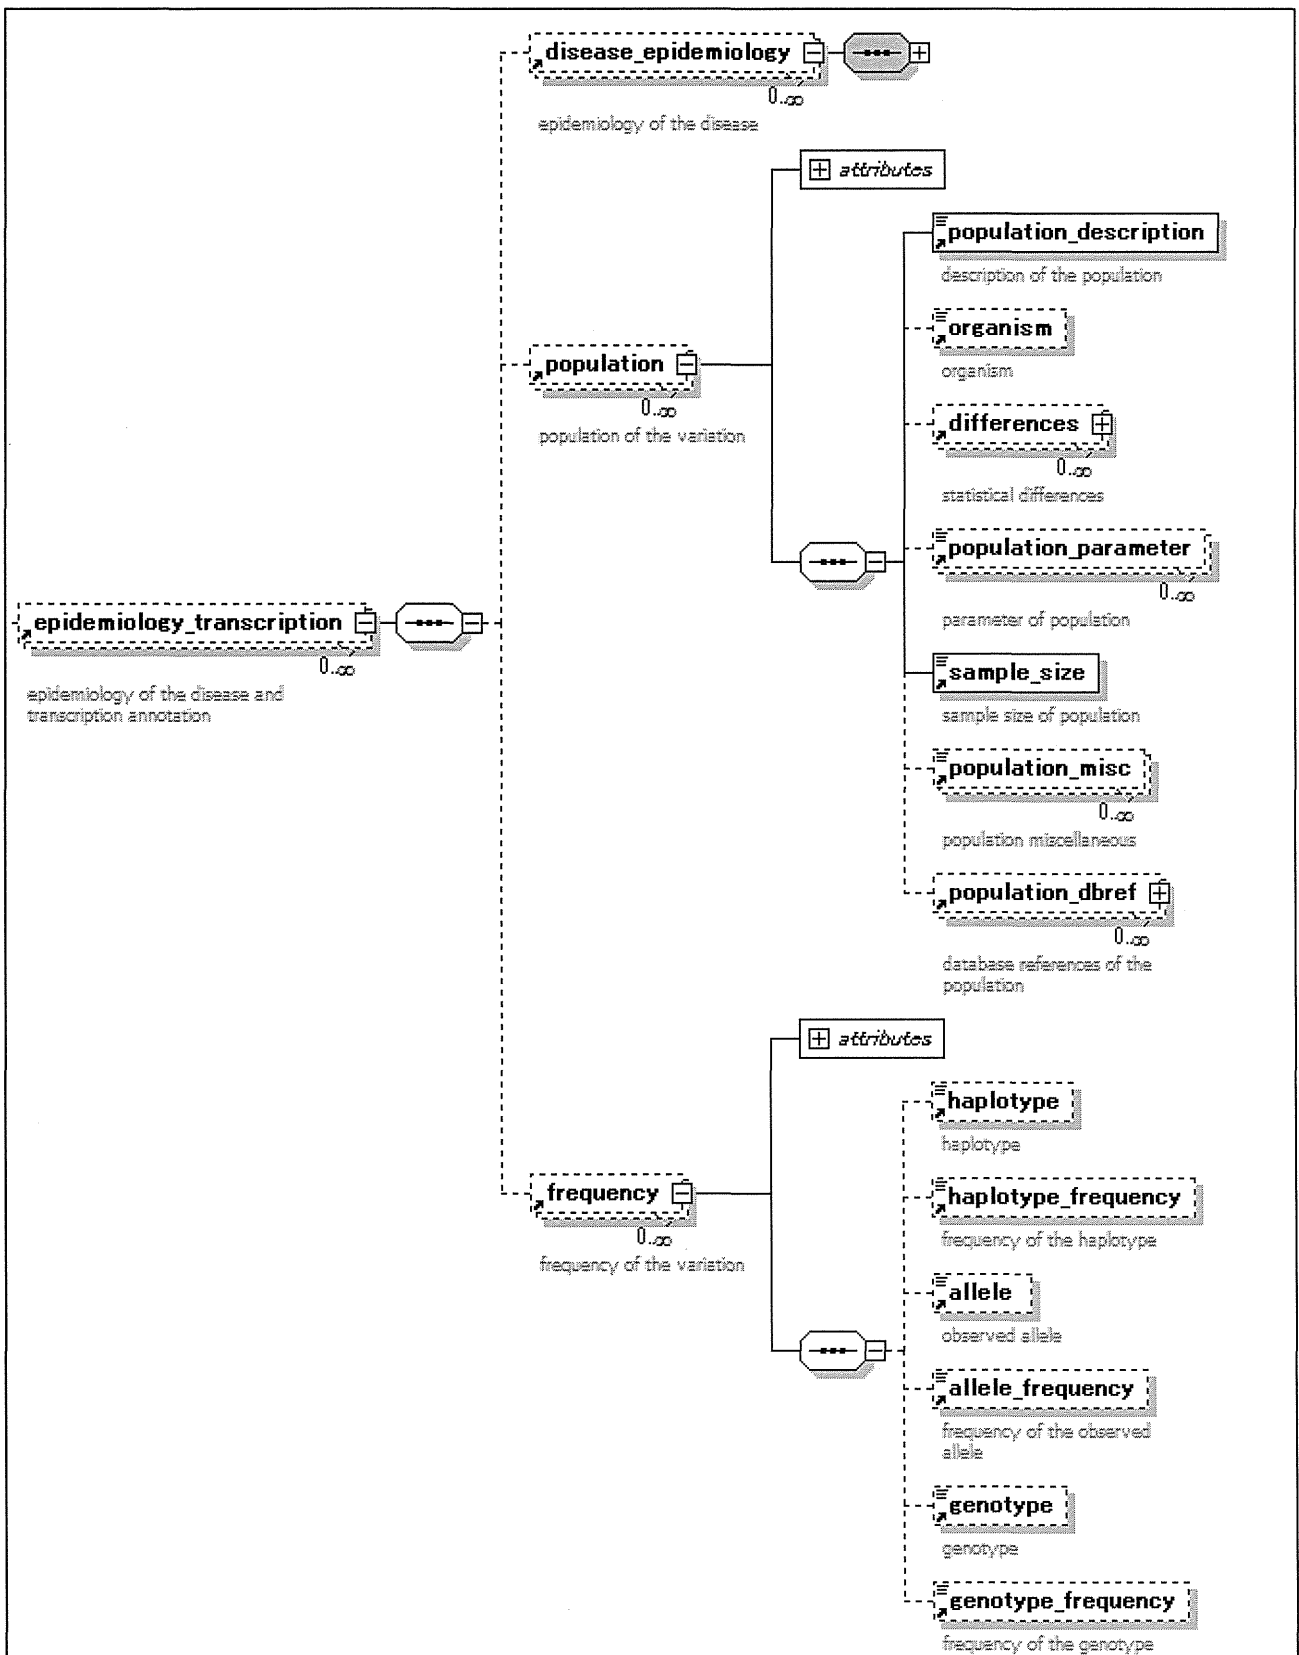 disease_epidemiology
0..∞
epidemiology of the disease
attributes
population_description
description of the population
organism
organism
differences
0..∞
statistical differences
population_parameter
0..∞
parameter of population
sample_size
sample size of population
population_misc
0..∞
population miscellaneous
population_dbref
0..∞
database references of the
population
population
0..∞
population of the variation
epidemiology_transcription
0..∞
epidemiology of the disease and
transcription annotation
attributes
haplotype
haplotype
haplotype_frequency
frequency of the haplotype
frequency
0..∞
frequency of the variation
allele
observed allele
allele_frequency
frequency of the observed
allele
genotype
genotype
genotype_frequency
frequency of the genotype